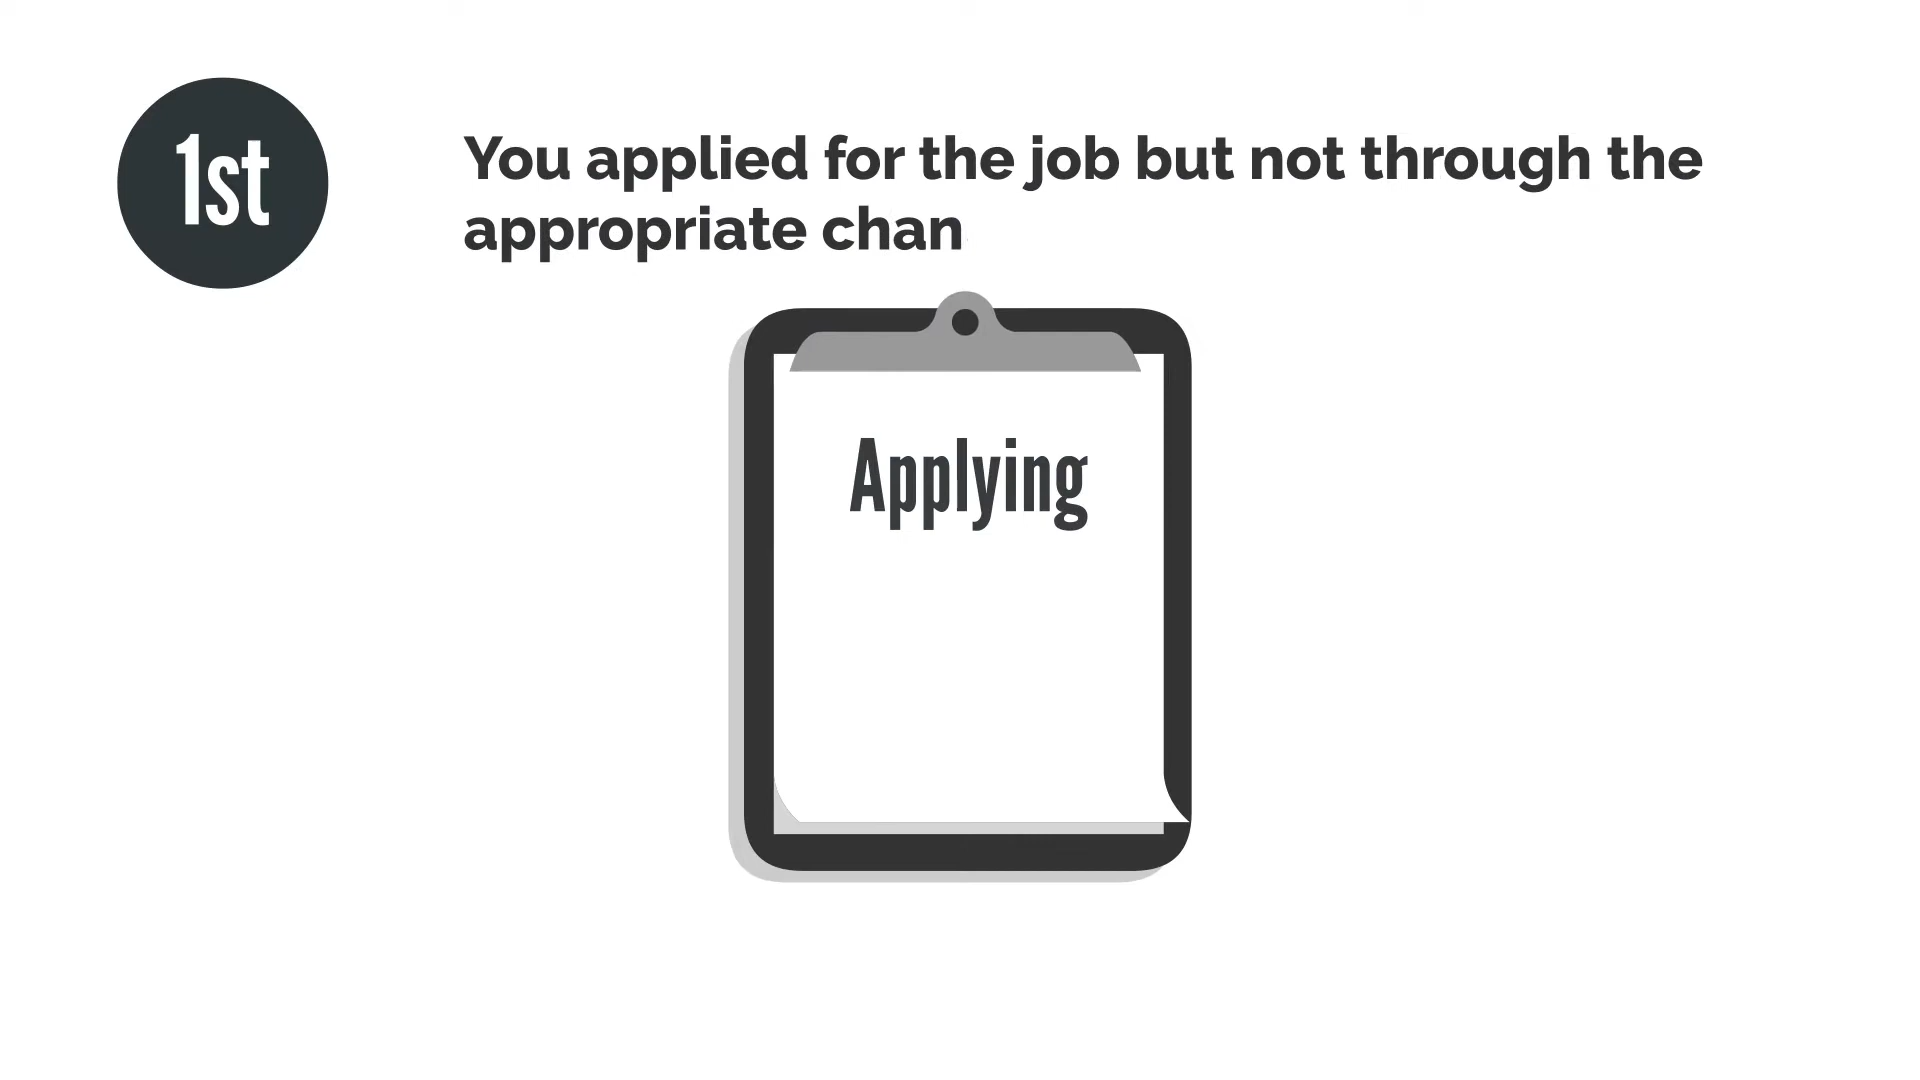 1st
You applied for the job but not through the
appropriate chan
Applying